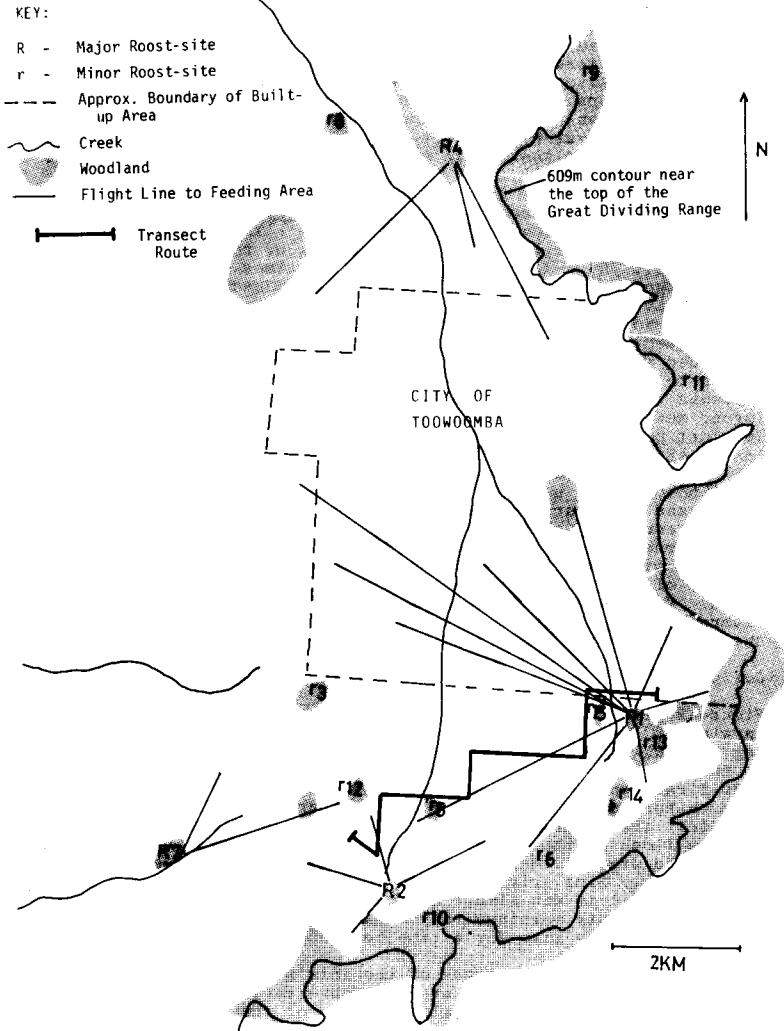 KEY:
R - Major Roost-site
r - Minor Roost-site
Approx. Boundary of Built-
up Area
Creek
Woodland
Flight Line to Feeding Area
Transect
Route
r9
R4
N
609m contour near
the top of the
Great Dividing Range
r11
CITY OF
TOOWOOMBA
r3
R1
r13
r12
r14
r6
R2
r10
2KM